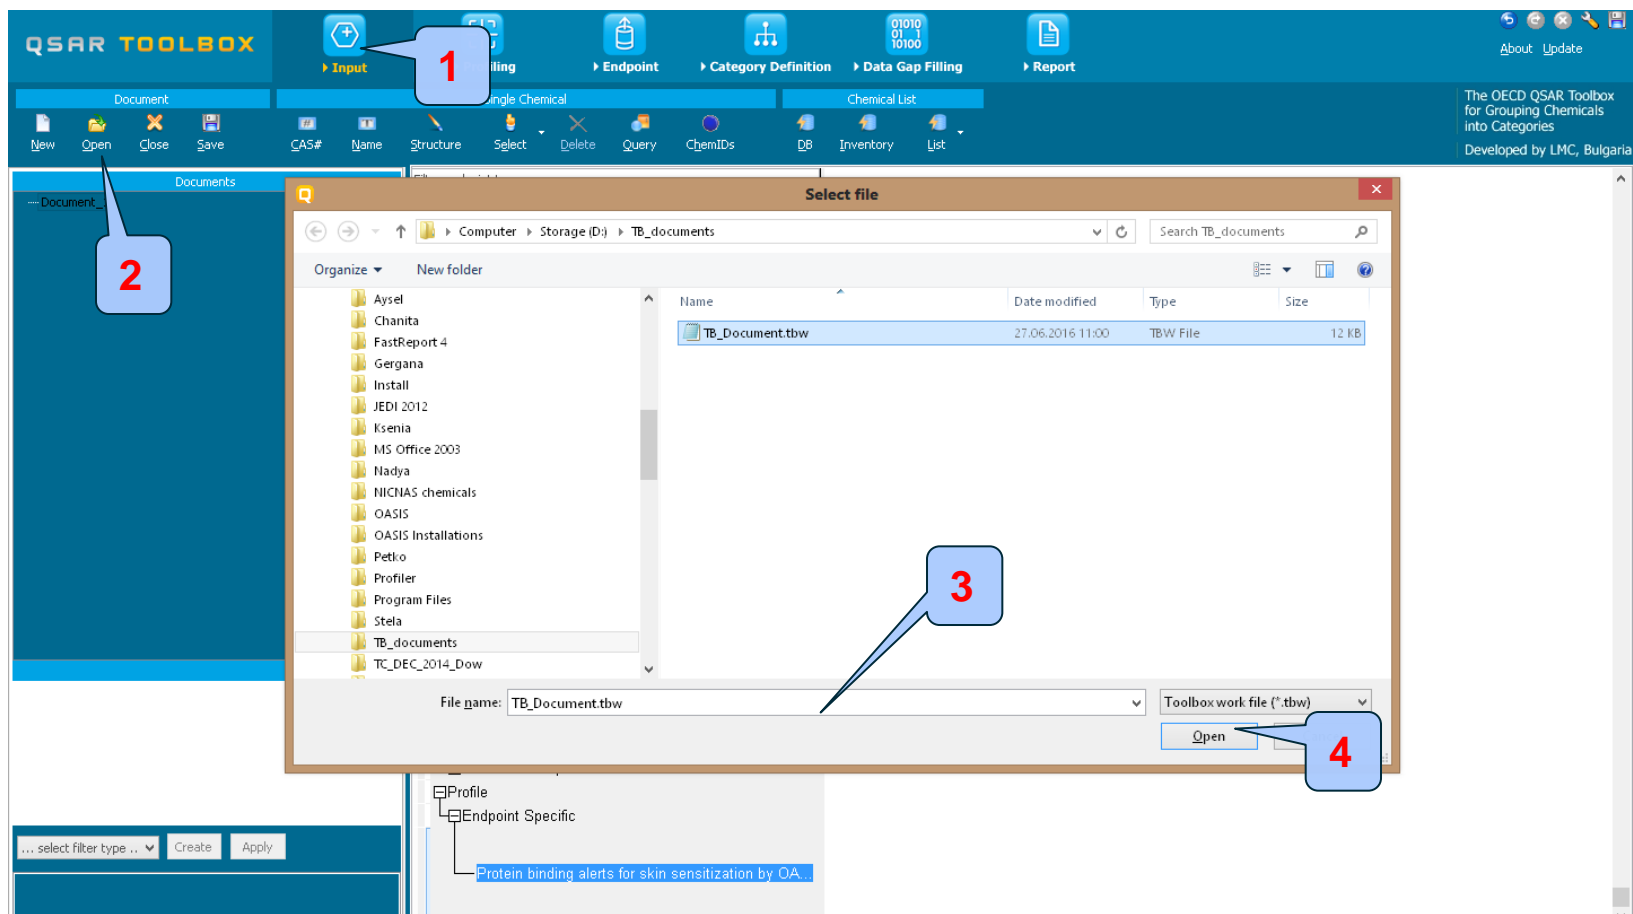 QSAR TOOLBOX
Input
Endpoint
Category Definition
Data Gap Filling
Report
01010
01 1
10100
About Update
1
Document
Single Chemical
Chemical List
New Open Close Save
CAS# Name Structure Select Delete Query ChemIDs
DB Inventory List
The OECD QSAR Toolbox
for Grouping Chemicals
into Categories
Developed by LMC, Bulgaria
Documents
Document_
2
Select file
Computer Storage (D:) TB_documents
Search TB_documents
Organize New folder
Name Date modified Type Size
TB_Document.tbw 27.06.2016 11:00 TBW File 12 KB
Aysel
Chanita
FastReport 4
Gergana
Install
JEDI 2012
Ksenia
MS Office 2003
Nadya
NICNAS chemicals
OASIS
OASIS Installations
Petko
Profiler
Program Files
Stela
TB_documents
TC_DEC_2014_Dow
3
File name: TB_Document.tbw
Toolbox work file (*.tbw)
Open
4
Profile
Endpoint Specific
Protein binding alerts for skin sensitization by OA...
... select filter type .. Create Apply